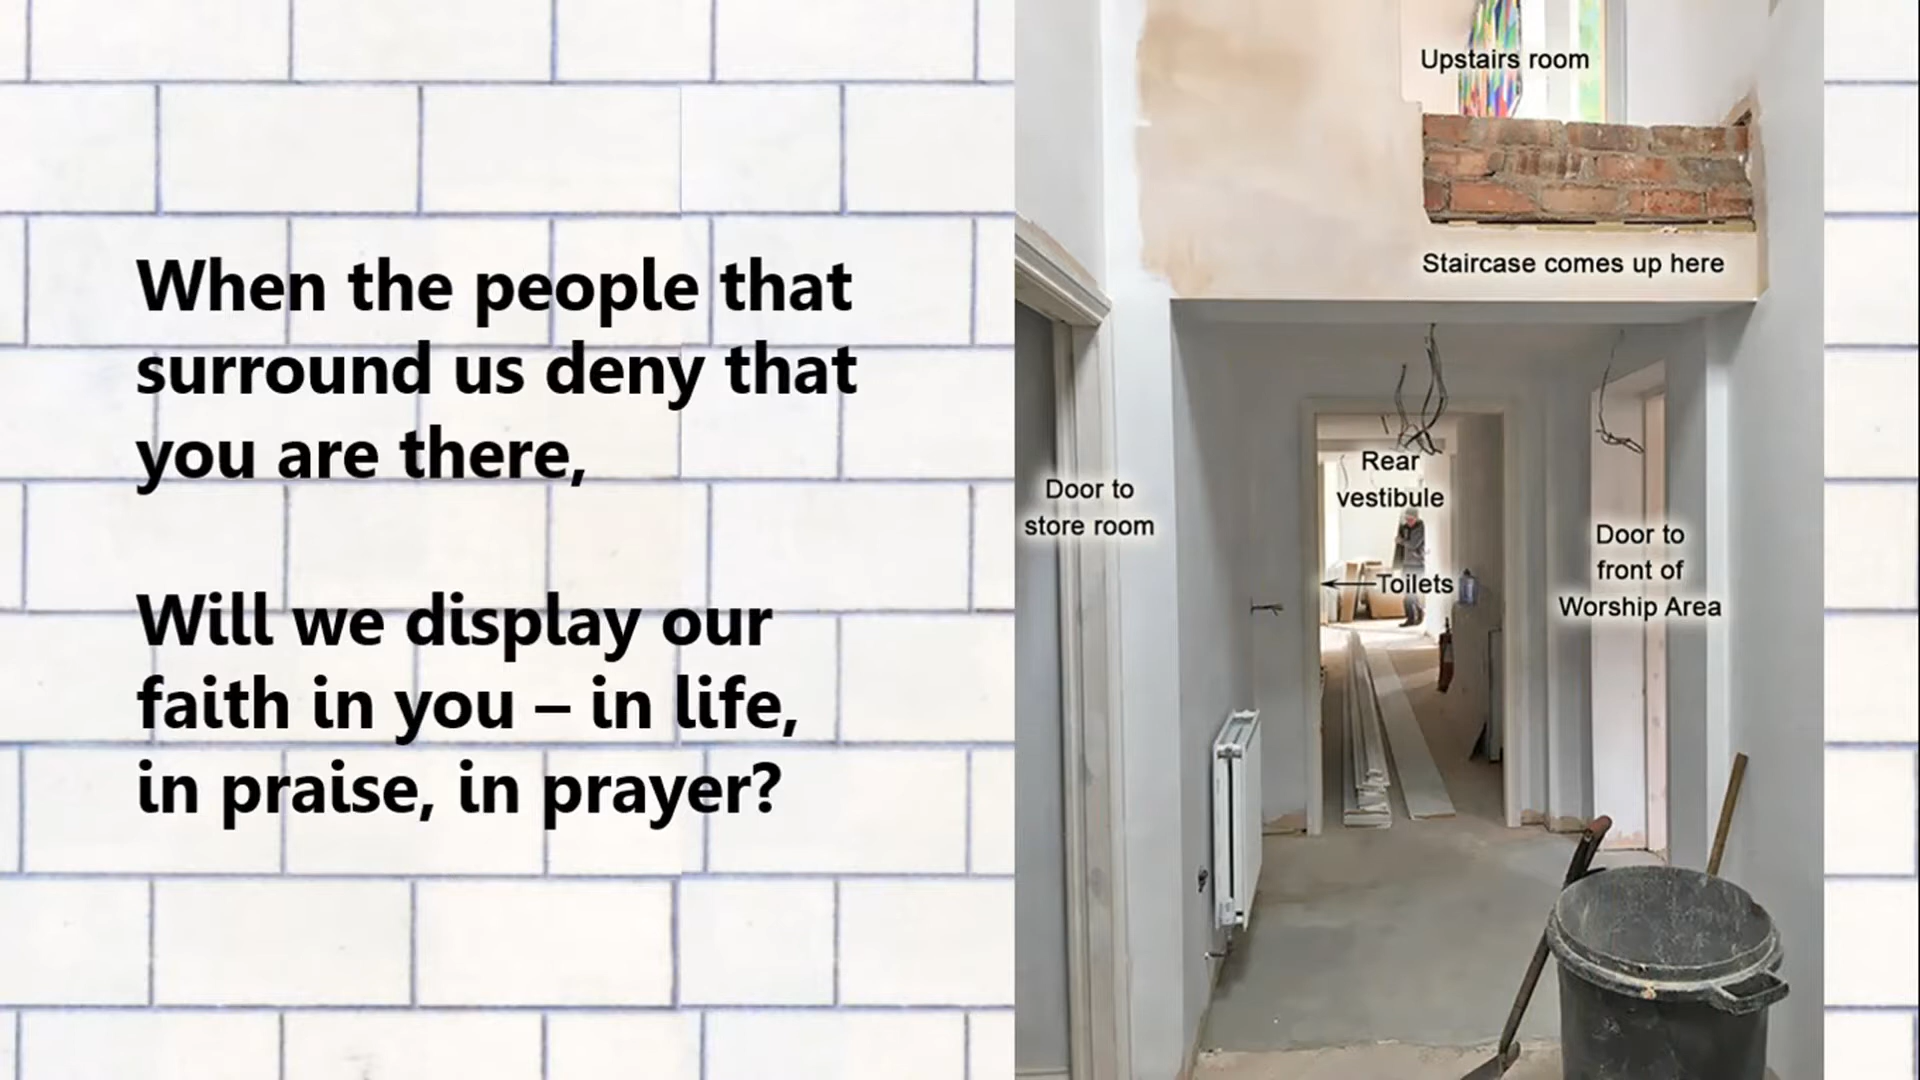 When the people that
surround us deny that
you are there,
Will we display our
faith in you – in life,
in praise, in prayer?
Upstairs room
Staircase comes up here
Rear
vestibule
Door to
store room
Toilets
Door to
front of
Worship Area